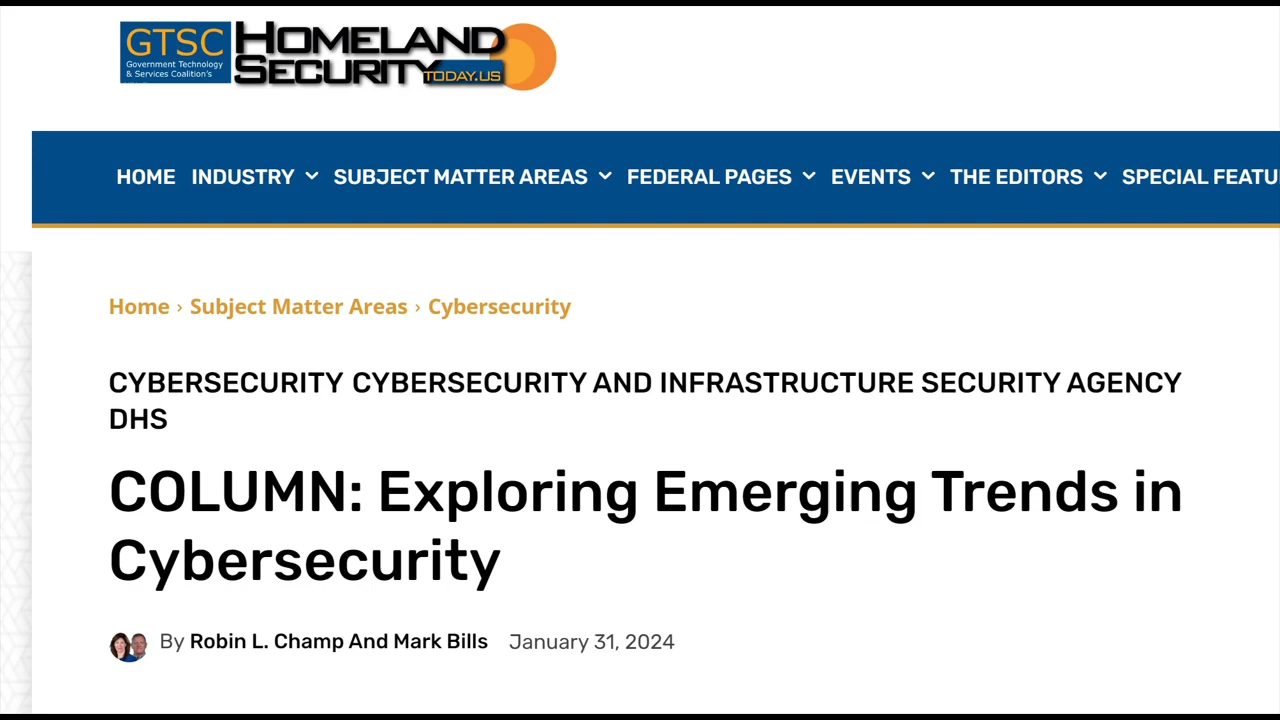 GTSC
Government Technology
& Services Coalition's
HOMELAND
SECURITY
TODAY.US
HOME INDUSTRY SUBJECT MATTER AREAS FEDERAL PAGES EVENTS THE EDITORS SPECIAL FEATU
Home › Subject Matter Areas › Cybersecurity
CYBERSECURITY CYBERSECURITY AND INFRASTRUCTURE SECURITY AGENCY
DHS
COLUMN: Exploring Emerging Trends in
Cybersecurity
By Robin L. Champ And Mark Bills January 31, 2024